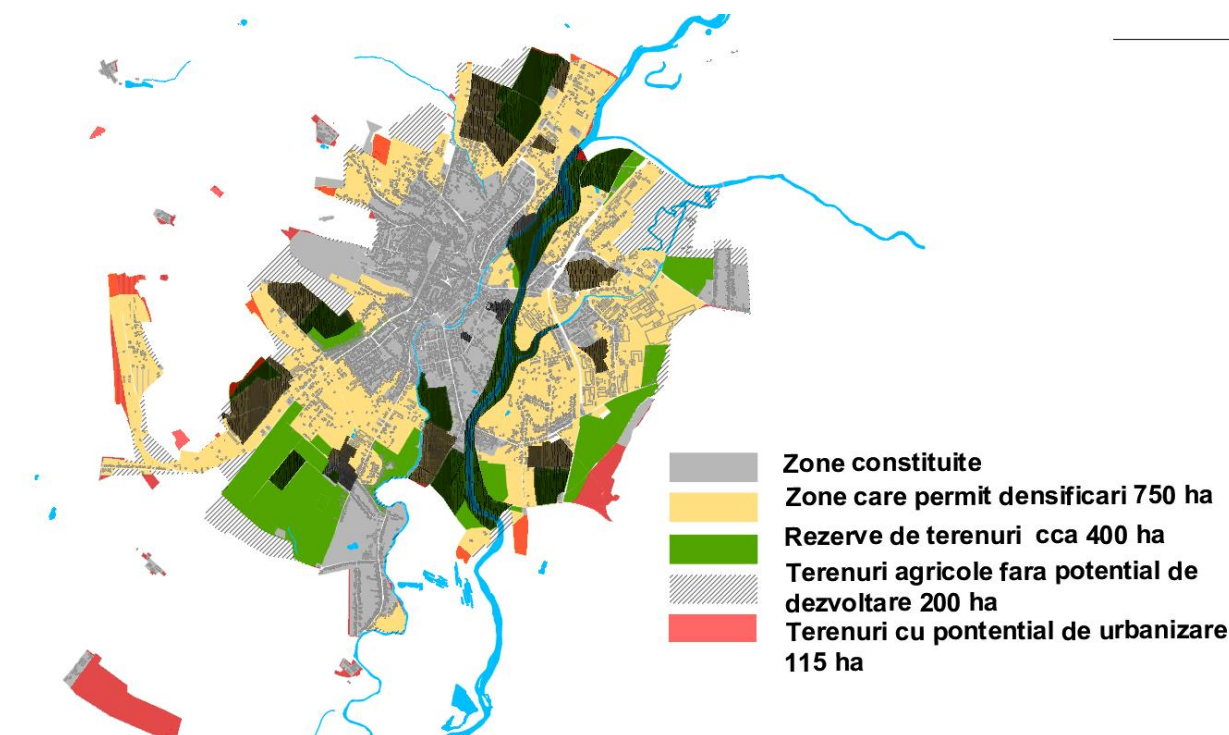 Zone constituite
Zone care permit densificari 750 ha
Rezerve de terenuri cca 400 ha
Terenuri agricole fara potential de
dezvoltare 200 ha
Terenuri cu pontential de urbanizare
115 ha